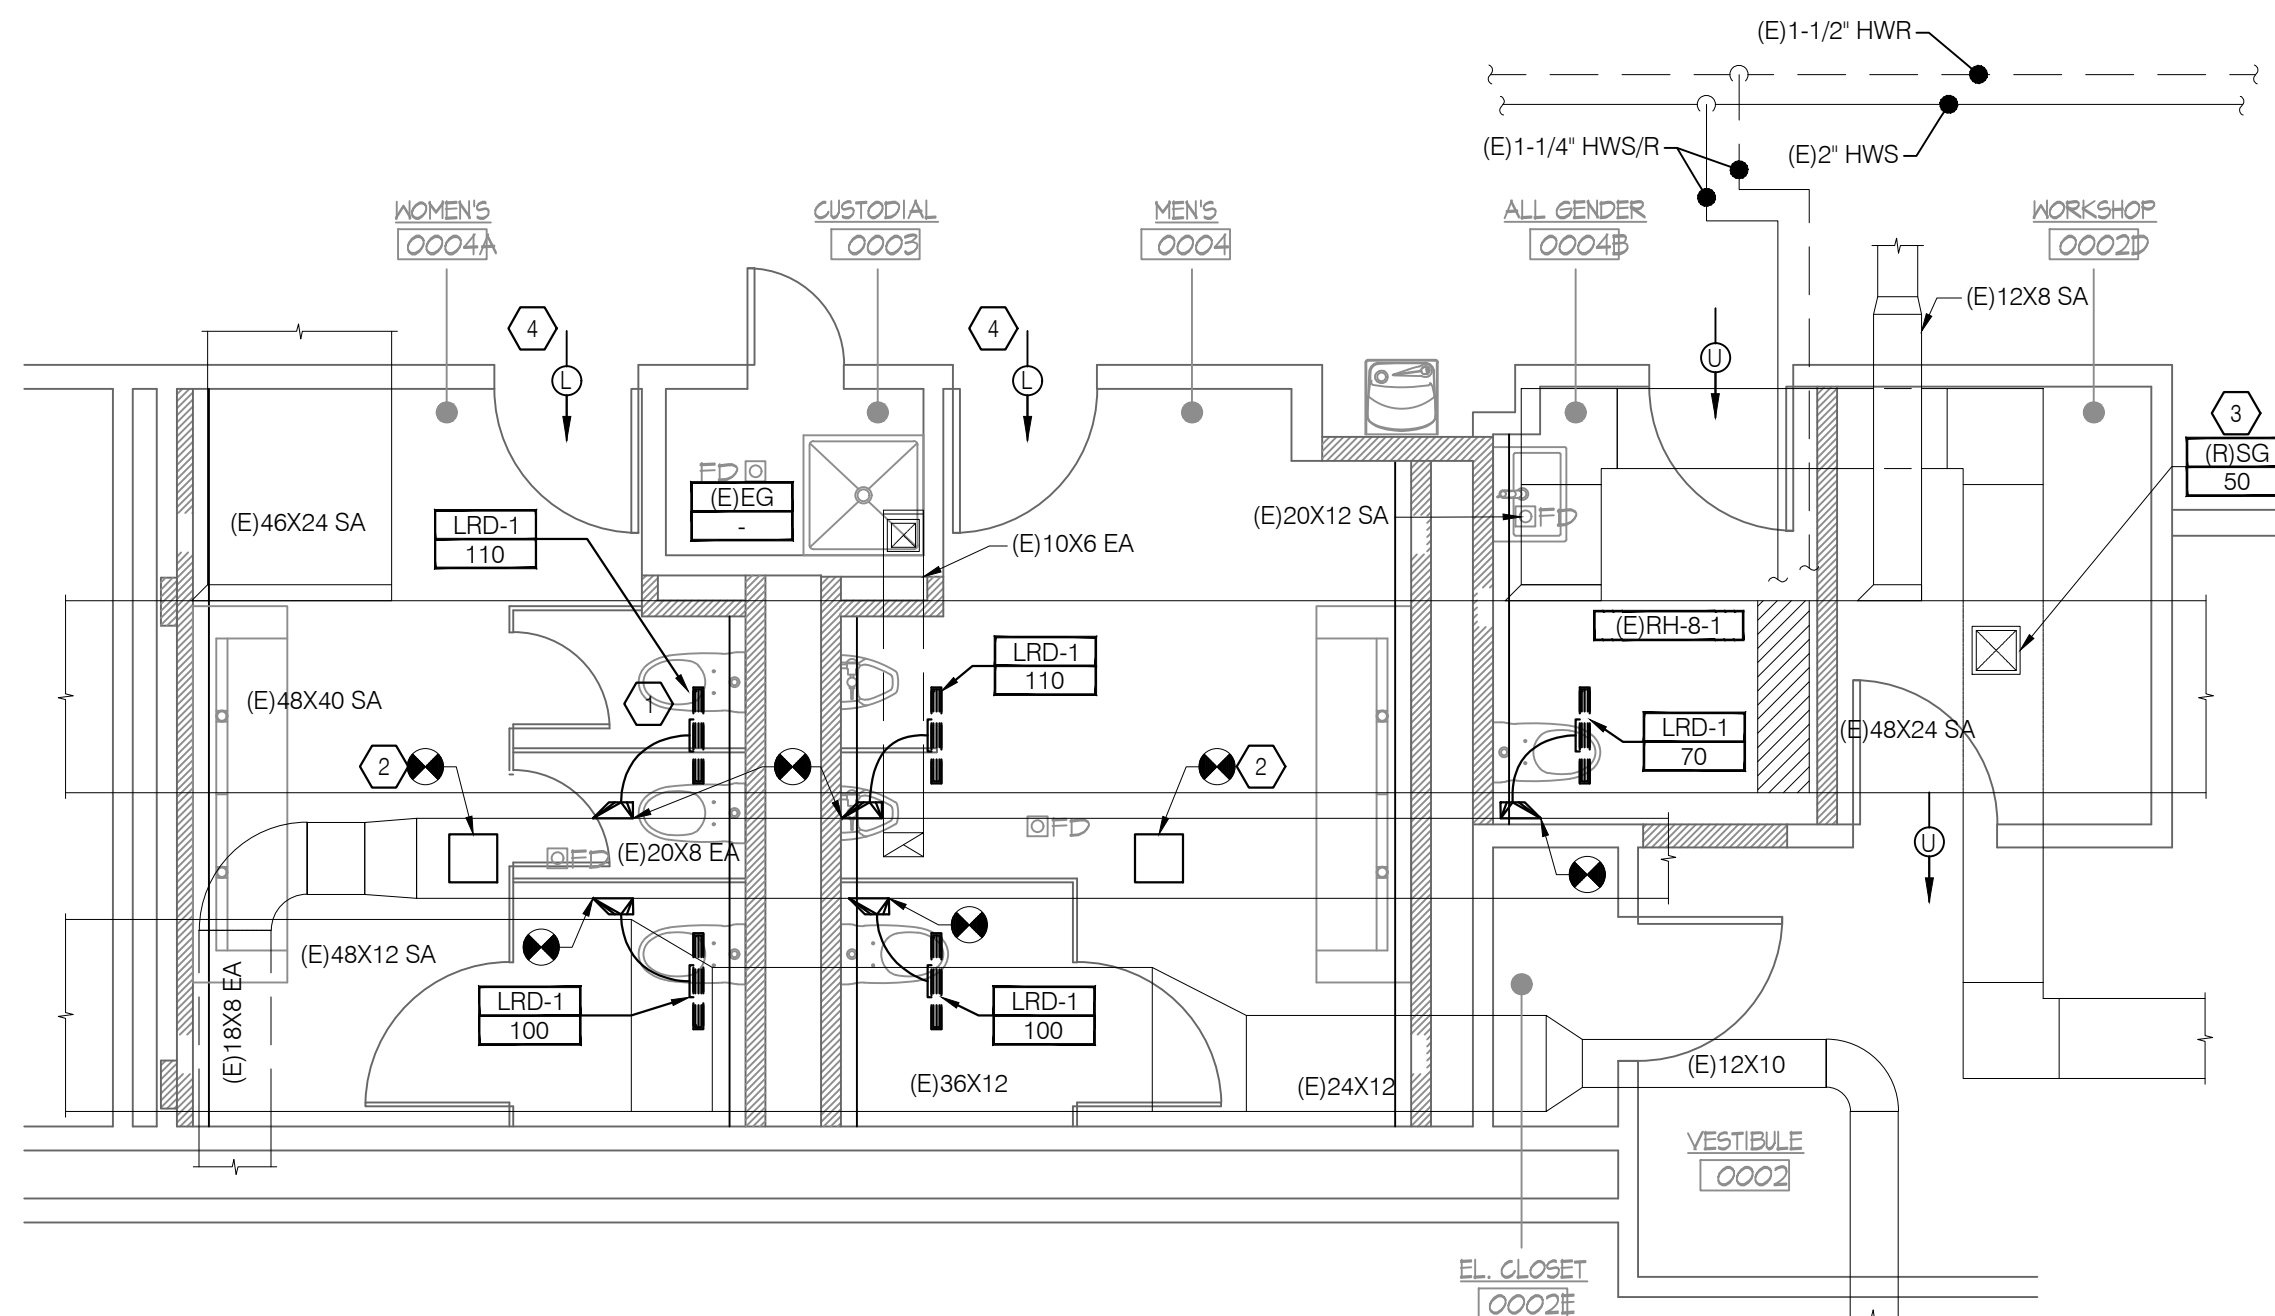 (E)1-1/2" HWR
(E)1-1/4" HWS/R
(E)2" HWS
WOMEN'S
0004A
CUSTODIAL
0003
MEN'S
0004
ALL GENDER
0004B
WORKSHOP
0002D
(E)12X8 SA
4
L
4
L
U
3
(R)SG
50
FD
(E)EG
-
(E)46X24 SA
LRD-1
110
(E)10X6 EA
(E)20X12 SA
FD
(E)RH-8-1
LRD-1
110
(E)48X40 SA
1
LRD-1
70
(E)48X24 SA
2
2
FD
(E)20X8 EA
FD
U
(E)48X12 SA
(E)18X8 EA
LRD-1
100
LRD-1
100
(E)36X12
(E)24X12
(E)12X10
VESTIBULE
0002
EL. CLOSET
0002E